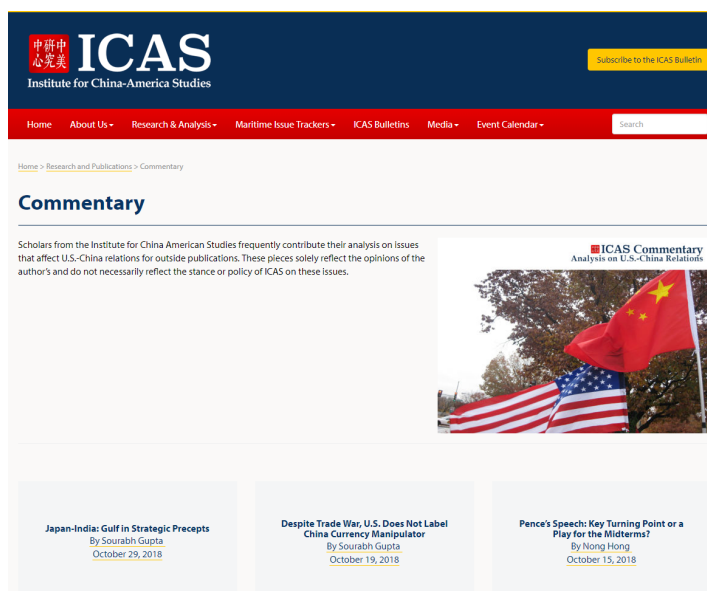 中研中
心究美
ICAS
Institute for China-America Studies
Subscribe to the ICAS Bulletin
Home About Us Research & Analysis Maritime Issue Trackers ICAS Bulletins Media Event Calendar Search
Home > Research and Publications > Commentary
Commentary
Scholars from the Institute for China American Studies frequently contribute their analysis on issues
that affect U.S.-China relations for outside publications. These pieces solely reflect the opinions of the
author's and do not necessarily reflect the stance or policy of ICAS on these issues.
ICAS Commentary
Analysis on U.S.-China Relations
Japan-India: Gulf in Strategic Precepts
By Sourabh Gupta
October 29, 2018
Despite Trade War, U.S. Does Not Label
China Currency Manipulator
By Sourabh Gupta
October 19, 2018
Pence's Speech: Key Turning Point or a
Play for the Midterms?
By Nong Hong
October 15, 2018